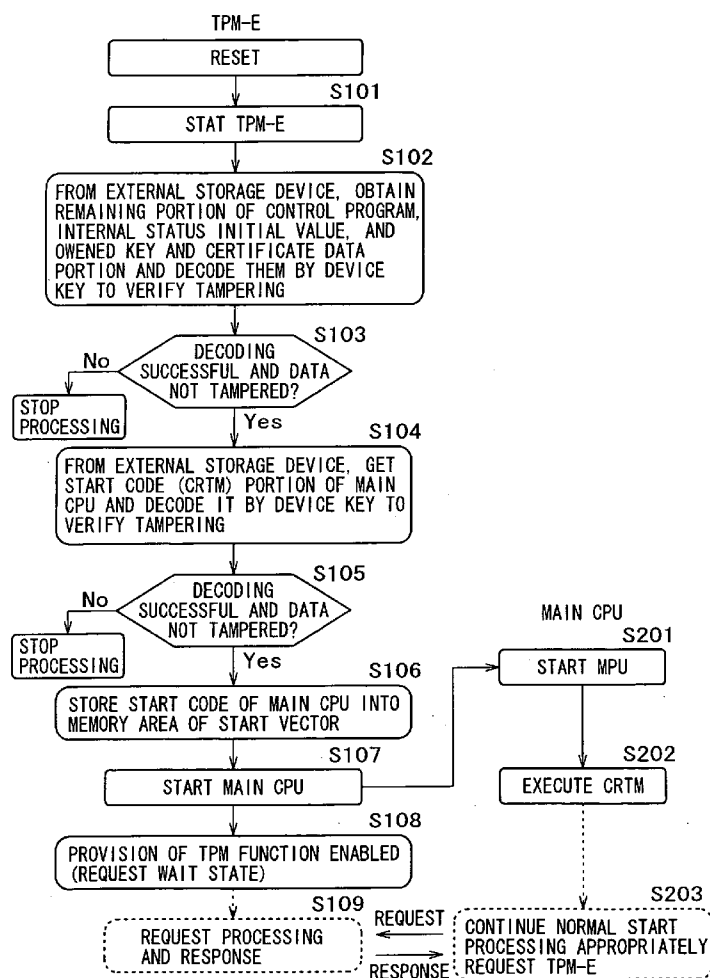 TPM-E
RESET
S101
STAT TPM-E
S102
FROM EXTERNAL STORAGE DEVICE, OBTAIN
REMAINING PORTION OF CONTROL PROGRAM,
INTERNAL STATUS INITIAL VALUE, AND
OWENED KEY AND CERTIFICATE DATA
PORTION AND DECODE THEM BY DEVICE
KEY TO VERIFY TAMPERING
S103
DECODING
SUCCESSFUL AND DATA
NOT TAMPERED?
No
STOP
PROCESSING
Yes
S104
FROM EXTERNAL STORAGE DEVICE, GET
START CODE (CRTM) PORTION OF MAIN
CPU AND DECODE IT BY DEVICE KEY TO
VERIFY TAMPERING
S105
DECODING
SUCCESSFUL AND DATA
NOT TAMPERED?
No
STOP
PROCESSING
Yes
S106
STORE START CODE OF MAIN CPU INTO
MEMORY AREA OF START VECTOR
S107
START MAIN CPU
S108
PROVISION OF TPM FUNCTION ENABLED
(REQUEST WAIT STATE)
S109
REQUEST PROCESSING
AND RESPONSE
REQUEST
RESPONSE
MAIN CPU
S201
START MPU
S202
EXECUTE CRTM
S203
CONTINUE NORMAL START
PROCESSING APPROPRIATELY
REQUEST TPM-E